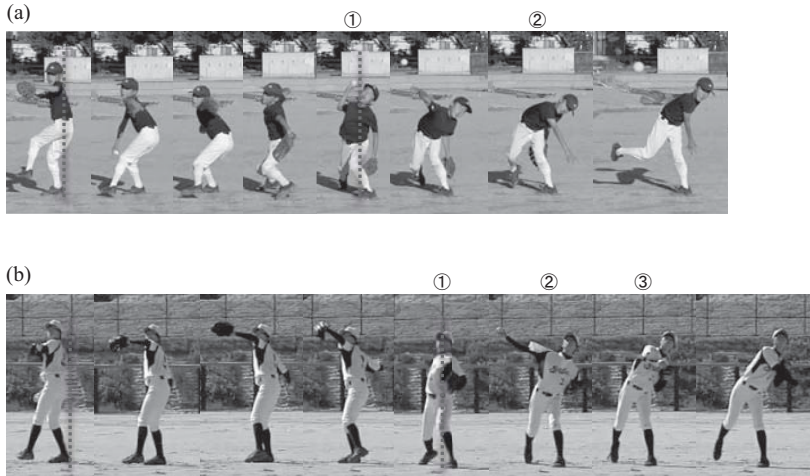 (a)
① ②
(b)
① ② ③